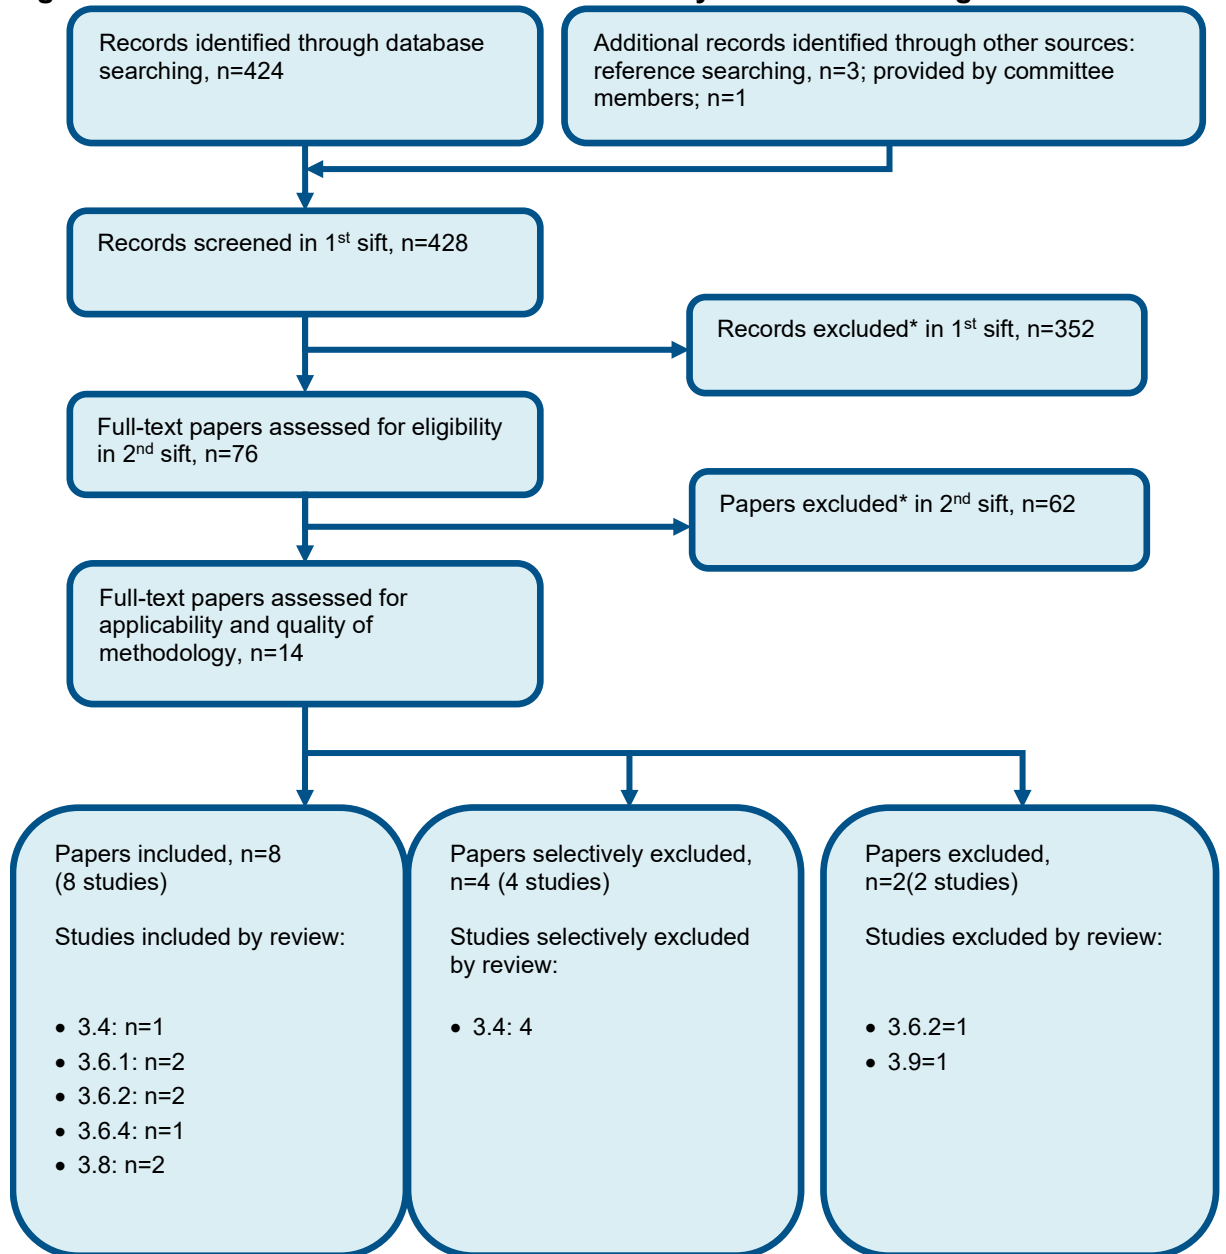 Records identified through database
searching, n=424
Additional records identified through other sources:
reference searching, n=3; provided by committee
members; n=1
Records screened in 1st sift, n=428
Records excluded* in 1st sift, n=352
Full-text papers assessed for eligibility
in 2nd sift, n=76
Papers excluded* in 2nd sift, n=62
Full-text papers assessed for
applicability and quality of
methodology, n=14
Papers included, n=8
(8 studies)
Studies included by review:
• 3.4: n=1
• 3.6.1: n=2
• 3.6.2: n=2
• 3.6.4: n=1
• 3.8: n=2
Papers selectively excluded,
n=4 (4 studies)
Studies selectively excluded
by review:
• 3.4: 4
Papers excluded,
n=2(2 studies)
Studies excluded by review:
• 3.6.2=1
• 3.9=1